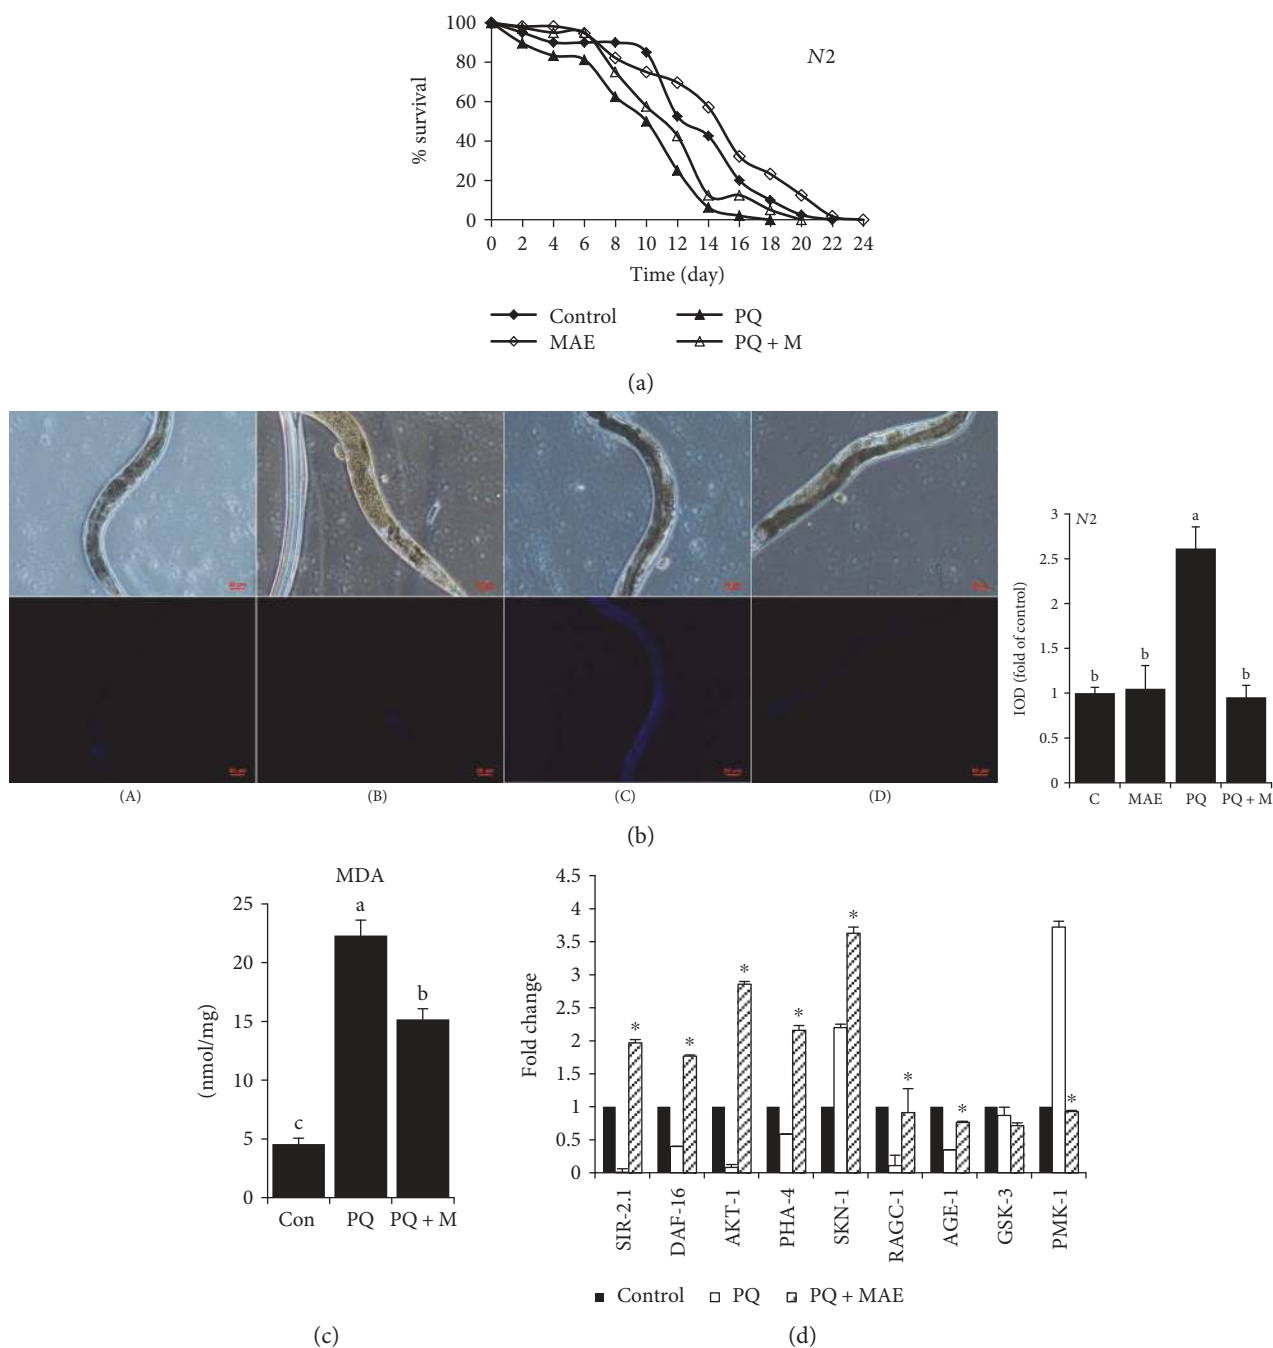 100
80
60
40
20
0
% survival
N2
0 2 4 6 8 10 12 14 16 18 20 22 24
Time (day)
Control PQ
MAE PQ + M
(a)
(A) (B) (C) (D)
3
2.5
2
1.5
1
0.5
0
IOD (fold of control)
N2
b b a b
C MAE PQ PQ + M
(b)
MDA
25
20
15
10
5
0
(nmol/mg)
c a b
Con PQ PQ + M
(c)
4.5
4
3.5
3
2.5
2
1.5
1
0.5
0
Fold change
* * * * * * * *
SIR-2.1 DAF-16 AKT-1 PHA-4 SKN-1 RAGC-1 AGE-1 GSK-3 PMK-1
Control PQ PQ + MAE
(d)